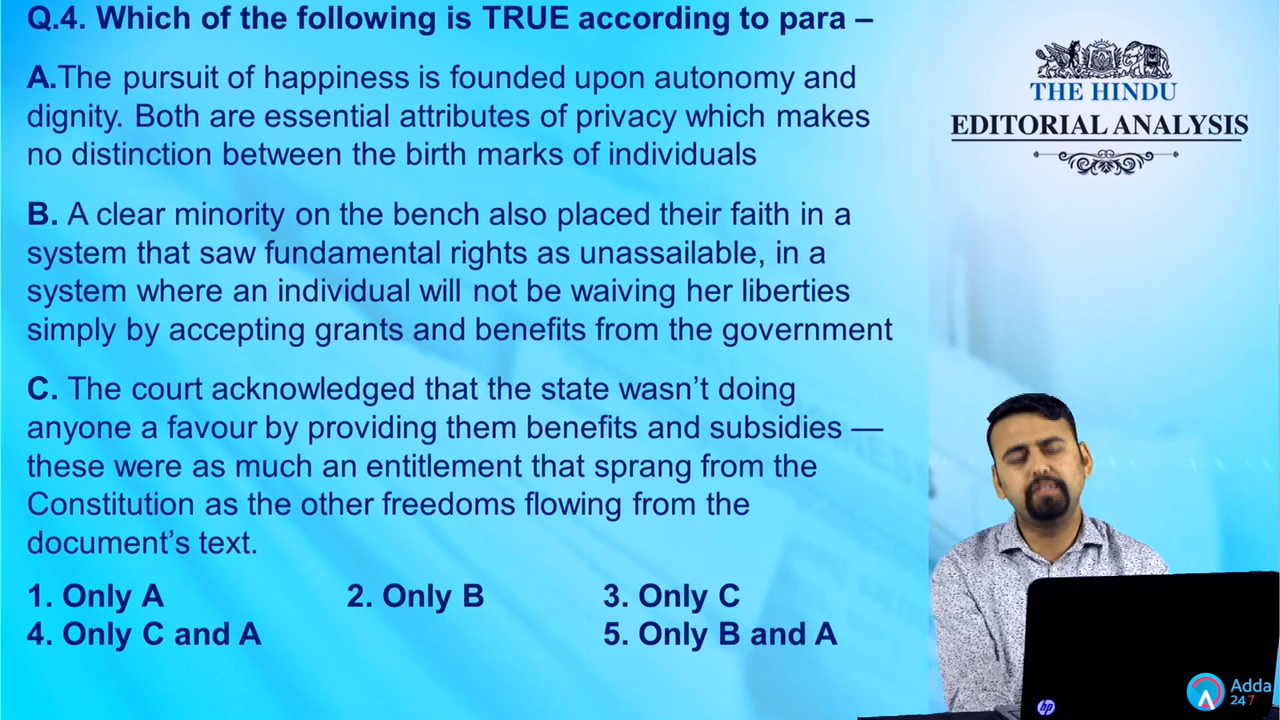 Q.4. Which of the following is TRUE according to para –
A.The pursuit of happiness is founded upon autonomy and
dignity. Both are essential attributes of privacy which makes
no distinction between the birth marks of individuals
B. A clear minority on the bench also placed their faith in a
system that saw fundamental rights as unassailable, in a
system where an individual will not be waiving her liberties
simply by accepting grants and benefits from the government
C. The court acknowledged that the state wasn’t doing
anyone a favour by providing them benefits and subsidies —
these were as much an entitlement that sprang from the
Constitution as the other freedoms flowing from the
document’s text.
1. Only A 2. Only B 3. Only C
4. Only C and A 5. Only B and A
THE HINDU
EDITORIAL ANALYSIS
hp
Adda
247